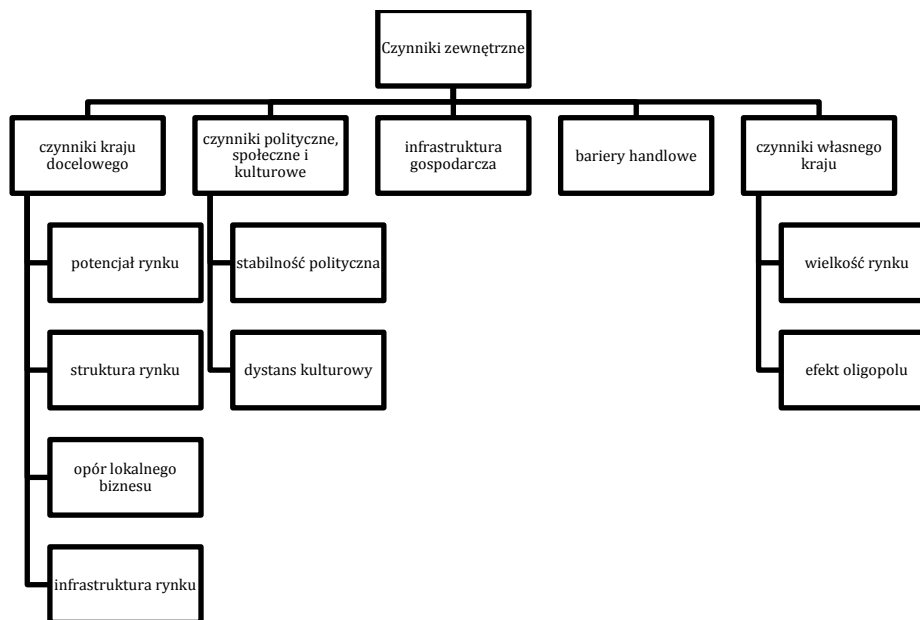 Czynniki zewnętrzne
czynniki kraju
docelowego
czynniki polityczne,
społeczne i
kulturowe
infrastruktura
gospodarcza
bariery handlowe
czynniki własnego
kraju
potencjał rynku
stabilność polityczna
wielkość rynku
struktura rynku
dystans kulturowy
efekt oligopolu
opór lokalnego
biznesu
infrastruktura rynku